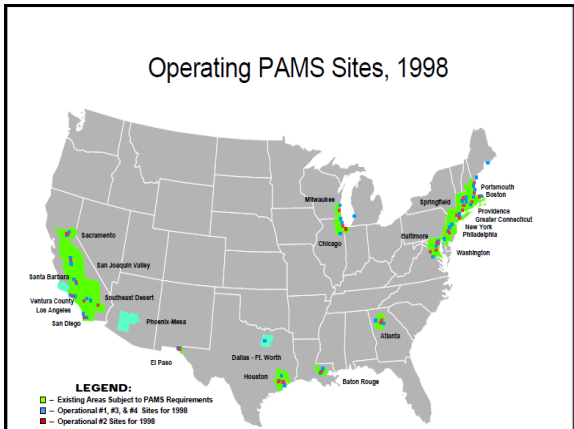 Operating PAMS Sites, 1998
Milwaukee
Chicago
Springfield
Portsmouth
Boston
Providence
Greater Connecticut
New York
Philadelphia
Baltimore
Washington
Sacramento
San Joaquin Valley
Santa Barbara
Southeast Desert
Ventura County
Los Angeles
San Diego
Phoenix-Mesa
El Paso
Dallas - Ft. Worth
Houston
Baton Rouge
Atlanta
LEGEND:
– Existing Areas Subject to PAMS Requirements
– Operational #1, #3, & #4 Sites for 1998
– Operational #2 Sites for 1998